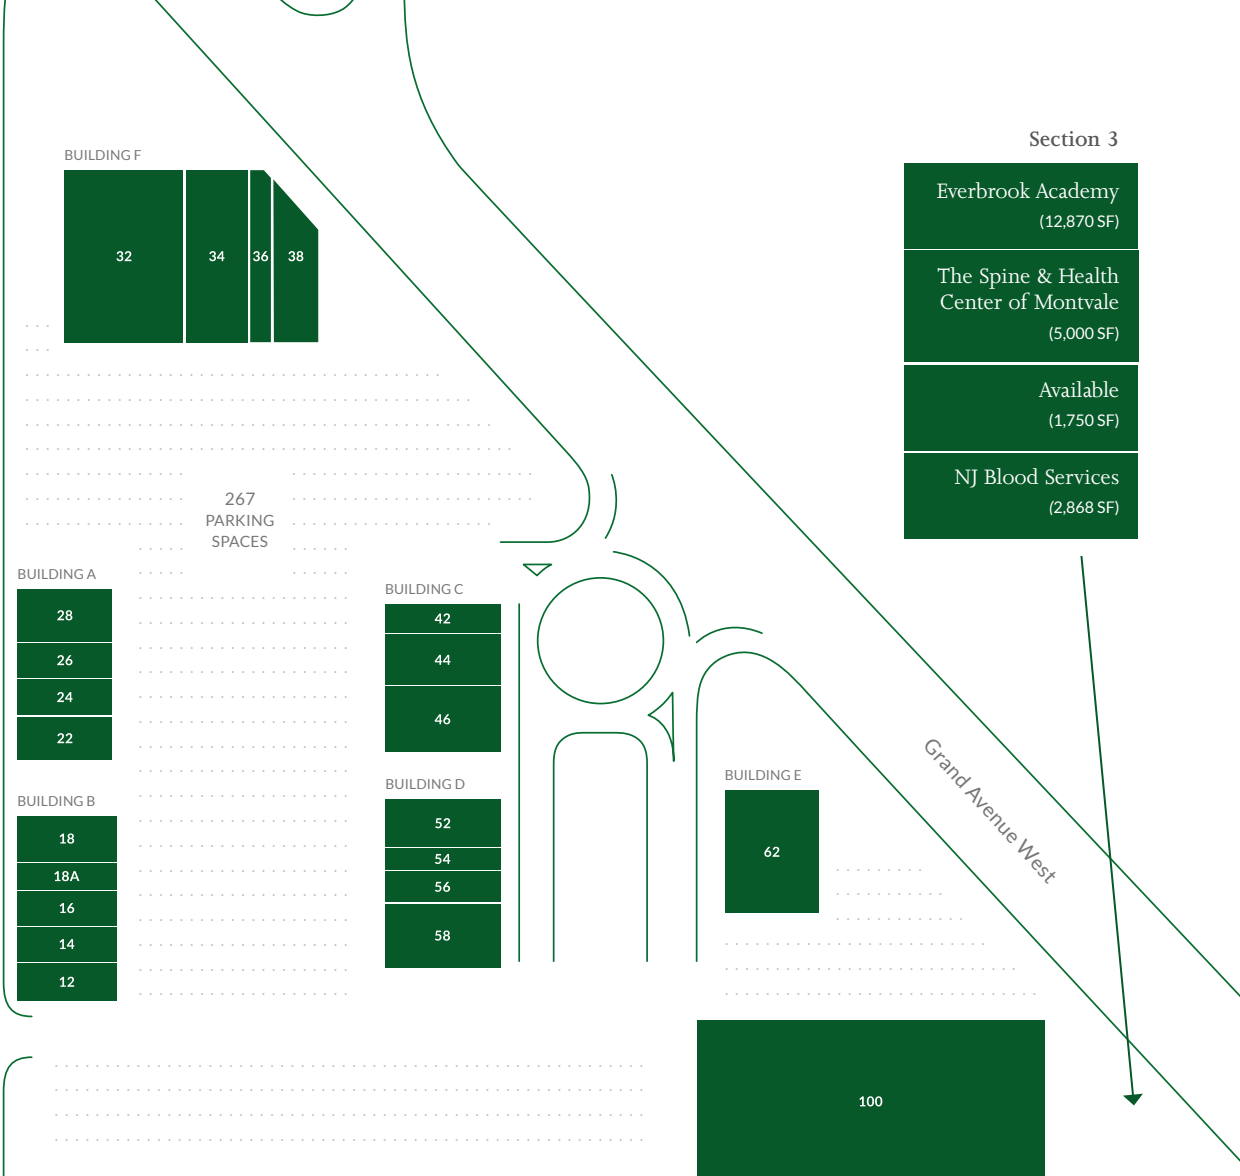 Section 3
Everbrook Academy
(12,870 SF)
The Spine & Health
Center of Montvale
(5,000 SF)
Available
(1,750 SF)
NJ Blood Services
(2,868 SF)
BUILDING F
32
34
36
38
267
PARKING
SPACES
BUILDING A
28
26
24
22
BUILDING B
18
18A
16
14
12
BUILDING C
42
44
46
BUILDING D
52
54
56
58
BUILDING E
62
Grand Avenue West
100